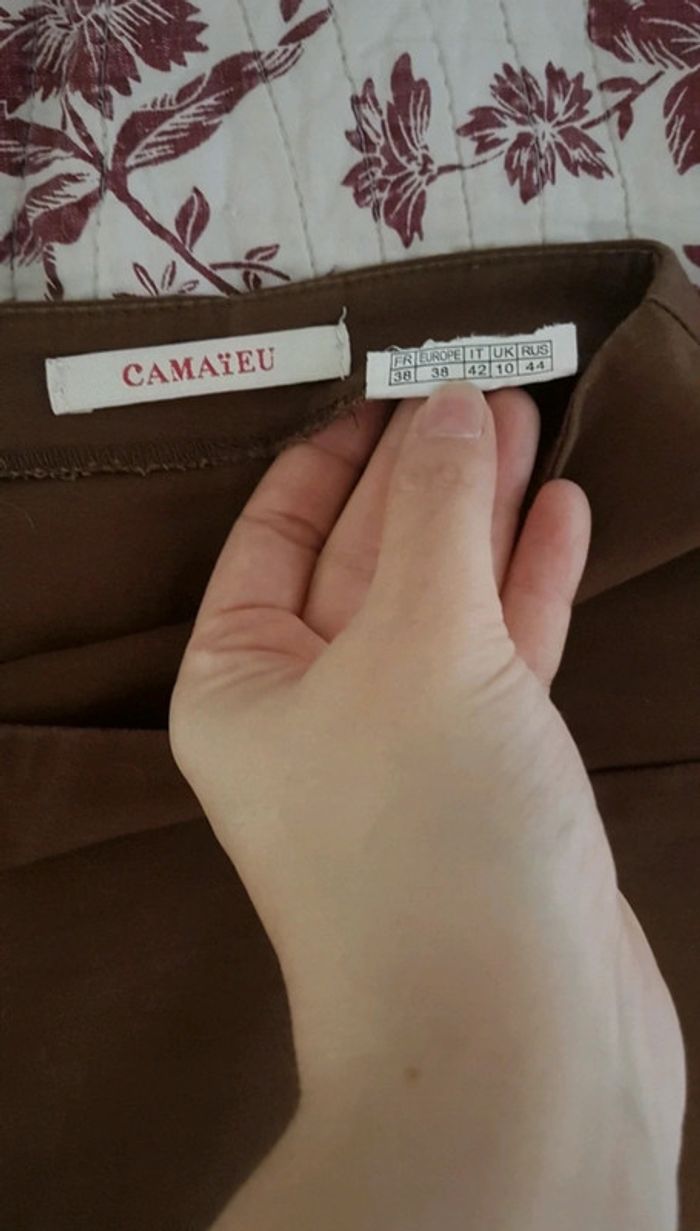 CAMAïEU
FR EUROPE IT UK RUS
38 38 42 10 44